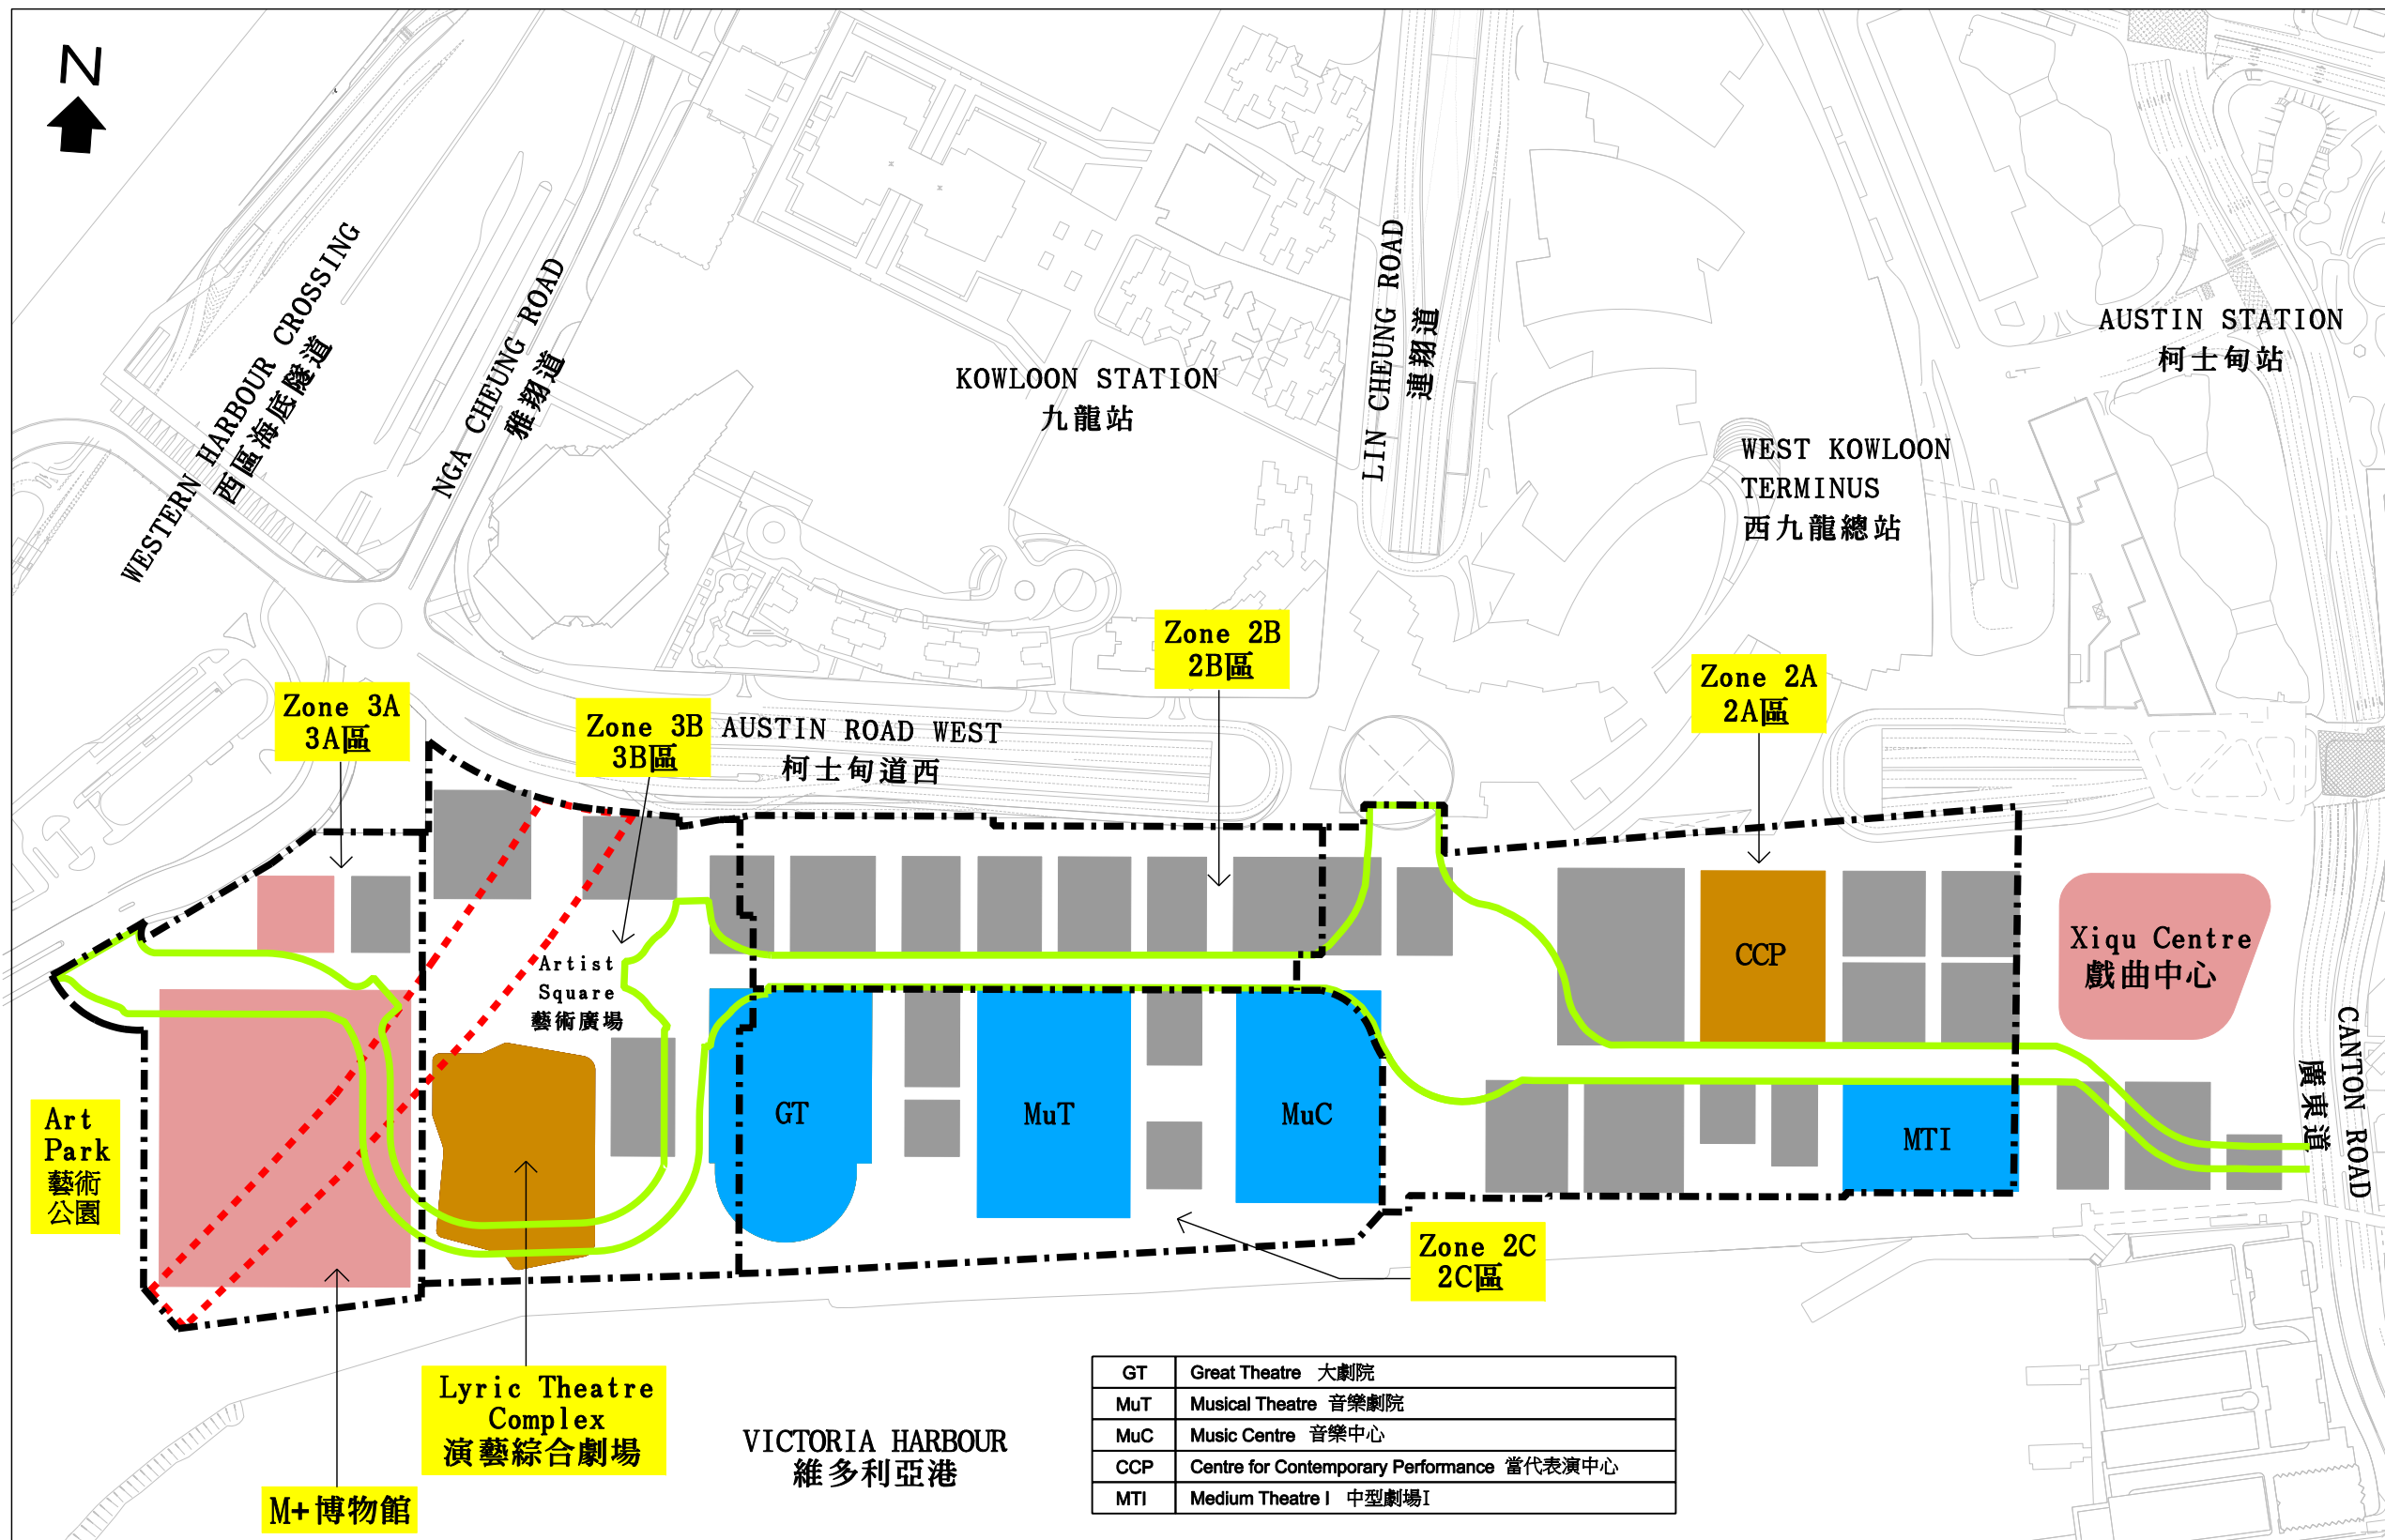 N
WESTERN HARBOUR CROSSING
西區海底隧道
NGA CHEUNG ROAD
雅翔道
KOWLOON STATION
九龍站
LIN CHEUNG ROAD
連翔道
AUSTIN STATION
柯士甸站
WEST KOWLOON
TERMINUS
西九龍總站
Zone 2B
2B區
Zone 2A
2A區
Zone 3A
3A區
Zone 3B
3B區
AUSTIN ROAD WEST
柯士甸道西
Artist
Square
藝術廣場
CCP
Xiqu Centre
戲曲中心
CANTON ROAD
廣東道
Art
Park
藝術
公園
GT
MuT
MuC
MTI
Zone 2C
2C區
Lyric Theatre
Complex
演藝綜合劇場
M+博物館
VICTORIA HARBOUR
維多利亞港
GT Great Theatre 大劇院
MuT Musical Theatre 音樂劇院
MuC Music Centre 音樂中心
CCP Centre for Contemporary Performance 當代表演中心
MTI Medium Theatre I 中型劇場I